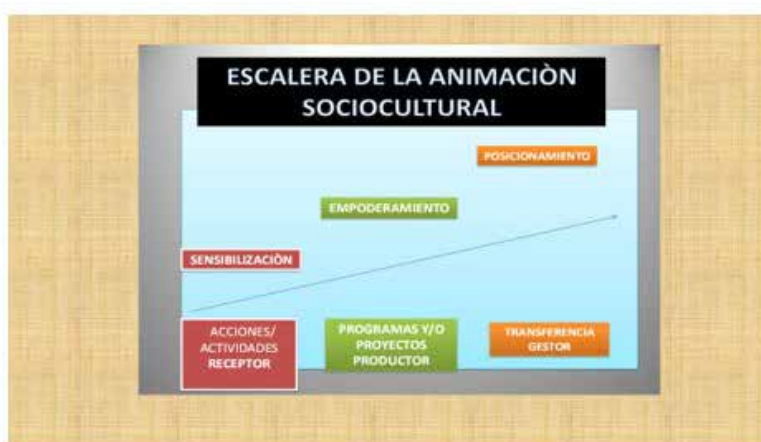 ESCALERA DE LA ANIMACIÒN
SOCIOCULTURAL
POSICIONAMIENTO
EMPODERAMIENTO
SENSIBILIZACIÒN
ACCIONES/
ACTIVIDADES
RECEPTOR
PROGRAMAS Y/O
PROYECTOS
PRODUCTOR
TRANSFERENCIA
GESTOR